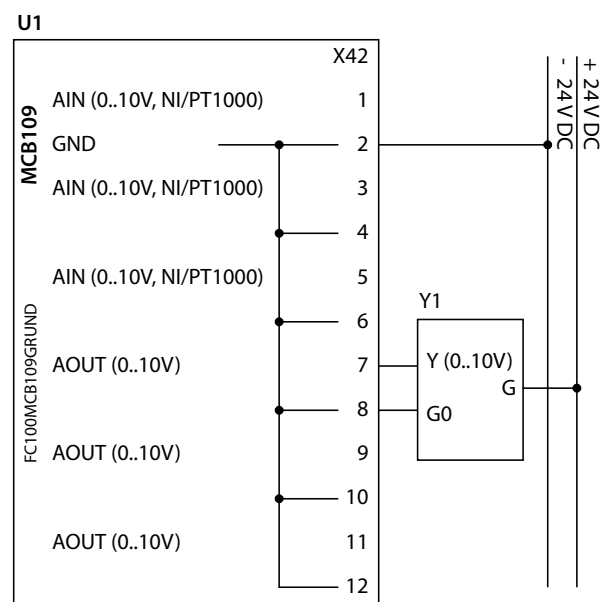 U1
X42
AIN (0..10V, NI/PT1000) 1
GND 2
AIN (0..10V, NI/PT1000) 3
4
AIN (0..10V, NI/PT1000) 5
6
AOUT (0..10V) 7
8
AOUT (0..10V) 9
10
AOUT (0..10V) 11
12
MCB109
FC100MCB109GRUND
Y1
Y (0..10V)
G
G0
- 24V DC
+ 24V DC